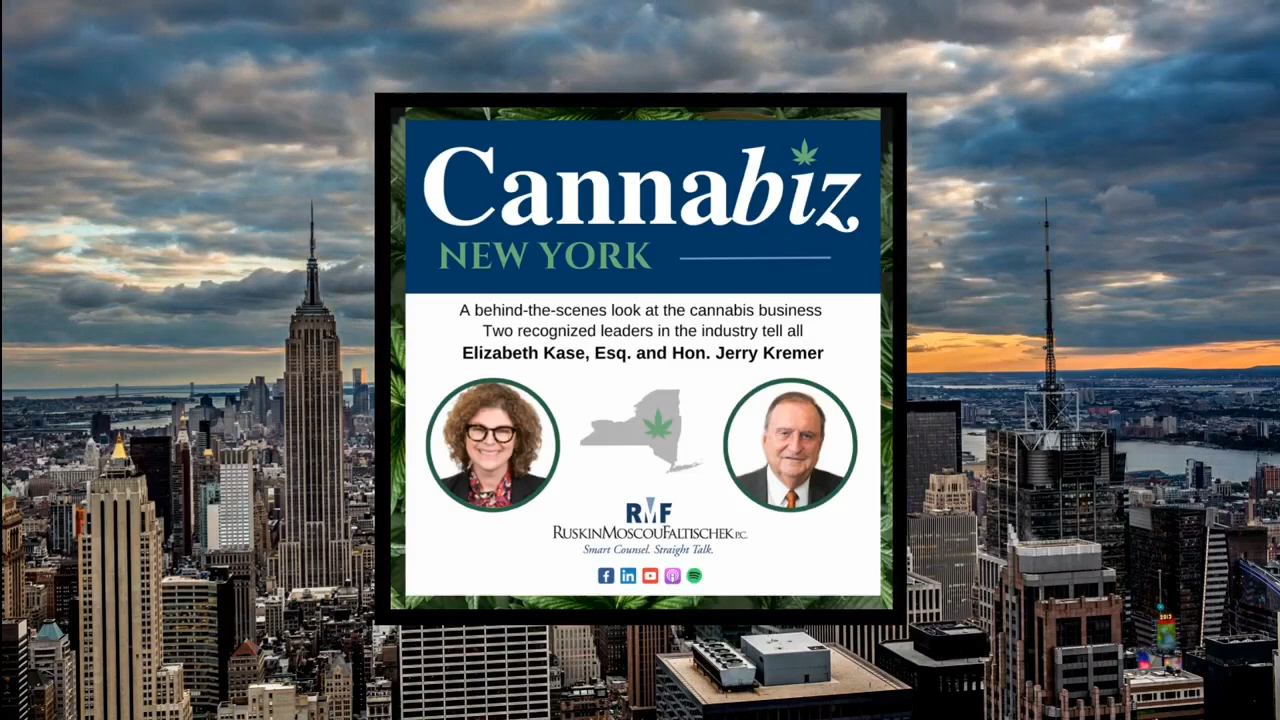 Cannabiz
NEW YORK
A behind-the-scenes look at the cannabis business
Two recognized leaders in the industry tell all
Elizabeth Kase, Esq. and Hon. Jerry Kremer
RMF
RUSKINMOSCOUFALTISCHEK P.C.
Smart Counsel. Straight Talk.
2013